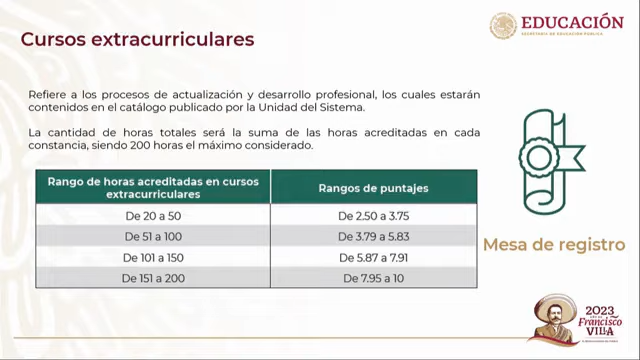 Cursos extracurriculares
EDUCACIÓN
SECRETARÍA DE EDUCACIÓN PÚBLICA
Refiere a los procesos de actualización y desarrollo profesional, los cuales estarán
contenidos en el catálogo publicado por la Unidad del Sistema.
La cantidad de horas totales será la suma de las horas acreditadas en cada
constancia, siendo 200 horas el máximo considerado.
Rango de horas acreditadas en cursos
extracurriculares
Rangos de puntajes
De 20 a 50 De 2.50 a 3.75
De 51 a 100 De 3.79 a 5.83
De 101 a 150 De 5.87 a 7.91
De 151 a 200 De 7.95 a 10
Mesa de registro
2023
Francisco
VILLA